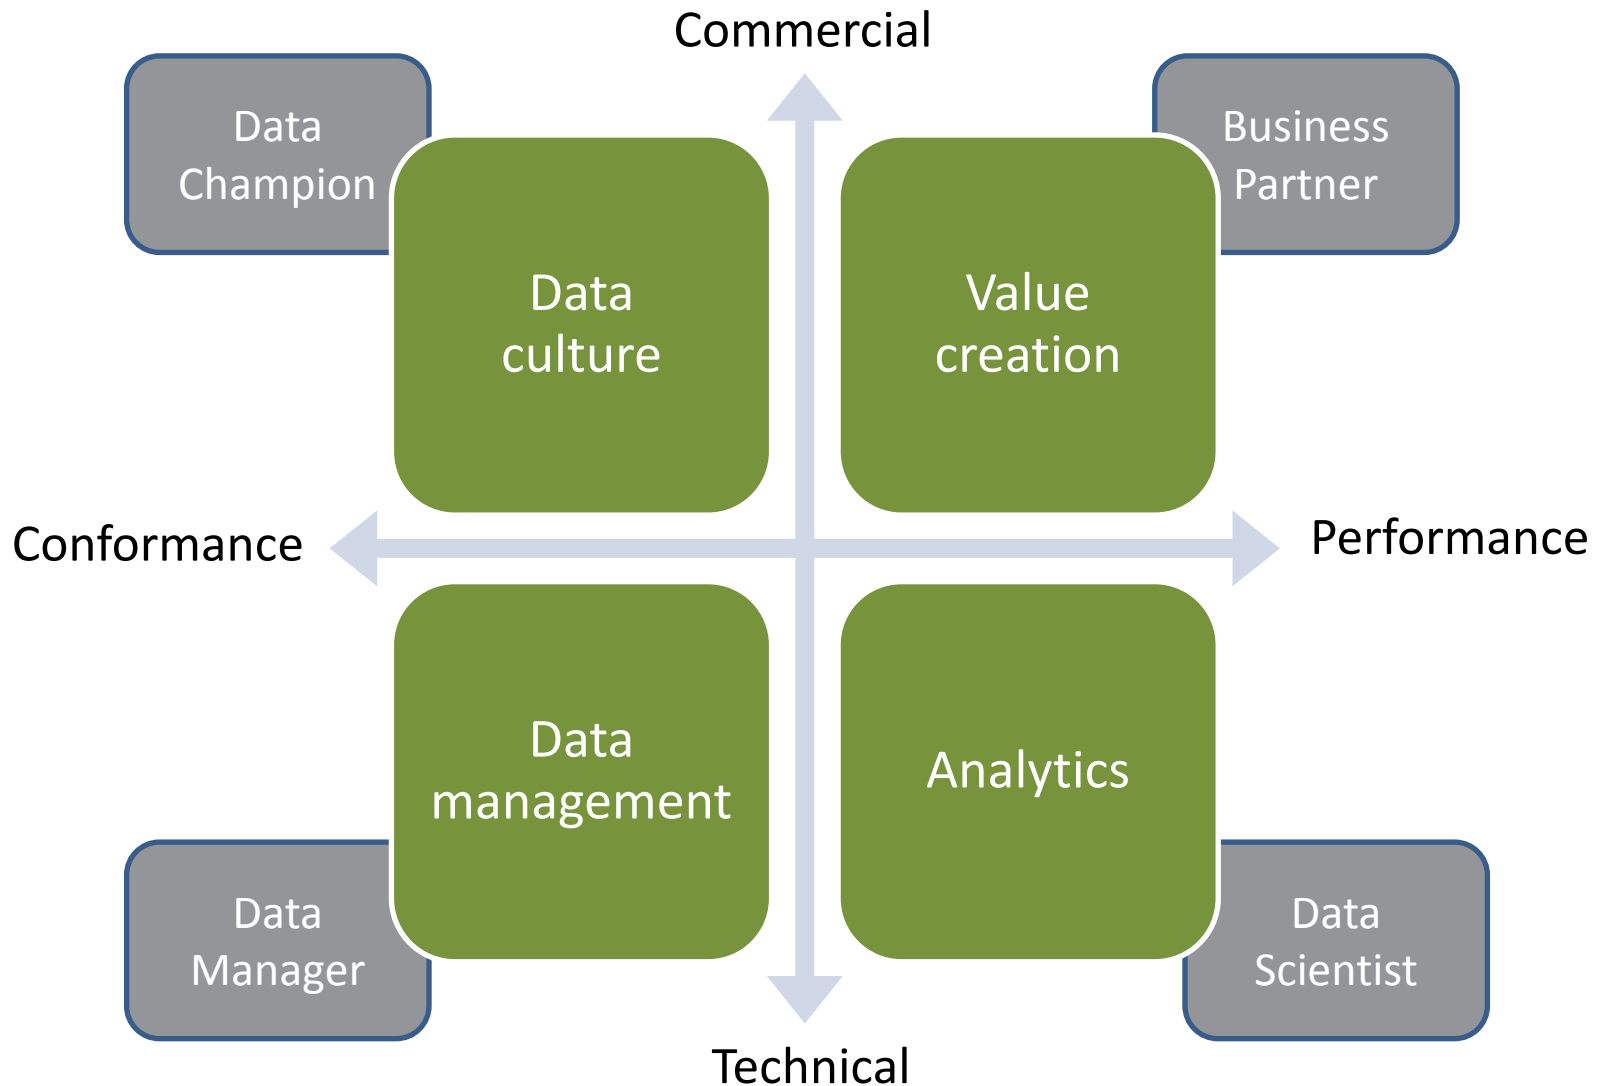 Commercial
Data
Champion
Business
Partner
Data
culture
Value
creation
Conformance
Performance
Data
management
Analytics
Data
Manager
Data
Scientist
Technical